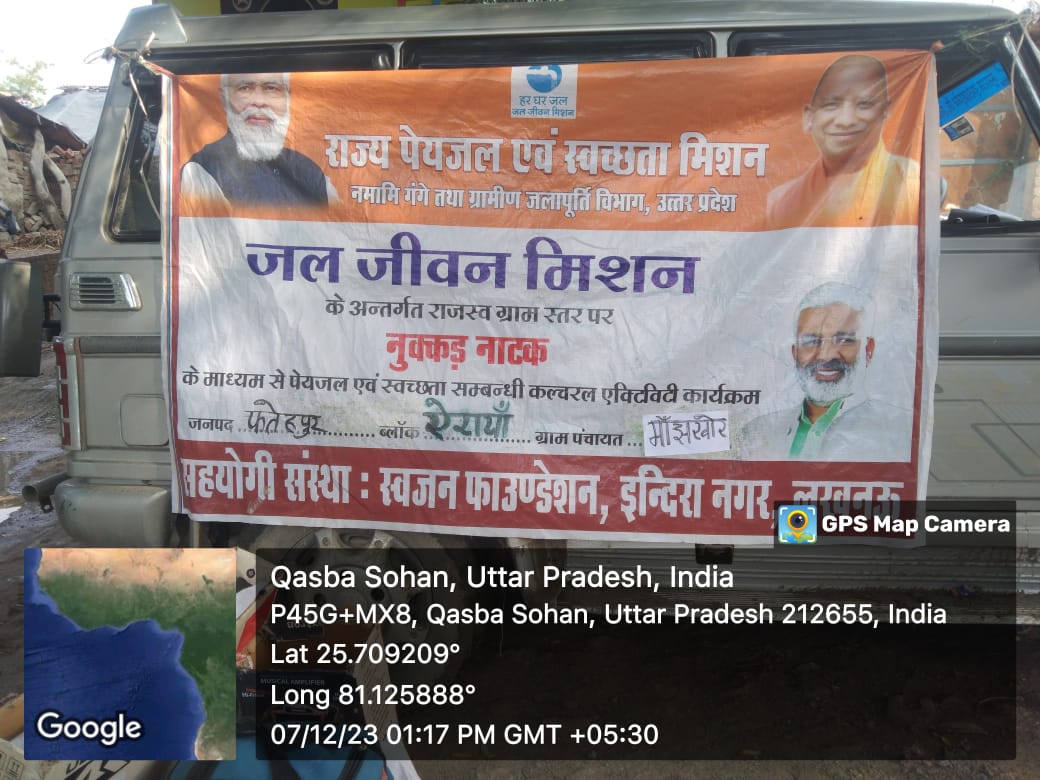 हर घर जल
जल जीवन मिशन
राज्य पेयजल एवं स्वच्छता मिशन
नमामि गंगे तथा ग्रामीण जलापूर्ति विभाग, उत्तर प्रदेश
जल जीवन मिशन
के अन्तर्गत राजस्व ग्राम स्तर पर
नुक्कड़ नाटक
के माध्यम से पेयजल एवं स्वच्छता सम्बन्धी कल्चरल एक्टिविटी कार्यक्रम
जनपद फतेहपुर ब्लॉक ऐरायाँ ग्राम पंचायत माँझखोर
सहयोगी संस्था : स्वजन फाउण्डेशन, इन्दिरा नगर, लखनऊ
GPS Map Camera
Qasba Sohan, Uttar Pradesh, India
P45G+MX8, Qasba Sohan, Uttar Pradesh 212655, India
Lat 25.709209°
Long 81.125888°
07/12/23 01:17 PM GMT +05:30
Google
MUSICAL AMPLIFIER